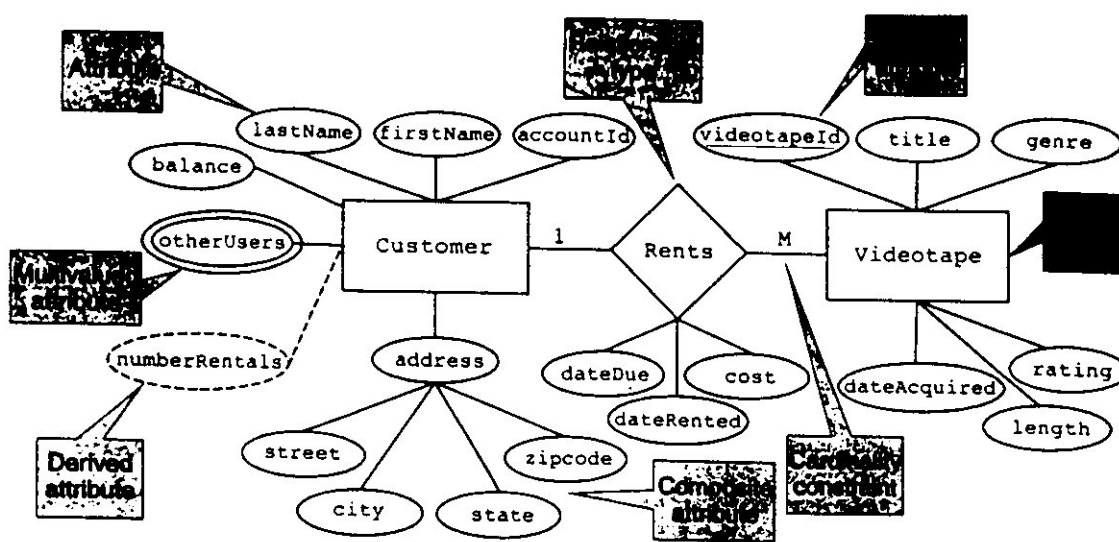 Attribute
type
lastName
firstName
accountId
videotapeId
title
genre
balance
otherUsers
Customer
1
Rents
M
Videotape
Multivalued
attribute
numberRentals
address
dateDue
cost
dateRented
dateAcquired
rating
length
Derived
attribute
street
city
state
zipcode
Composite
attribute
Cardinality
constraint